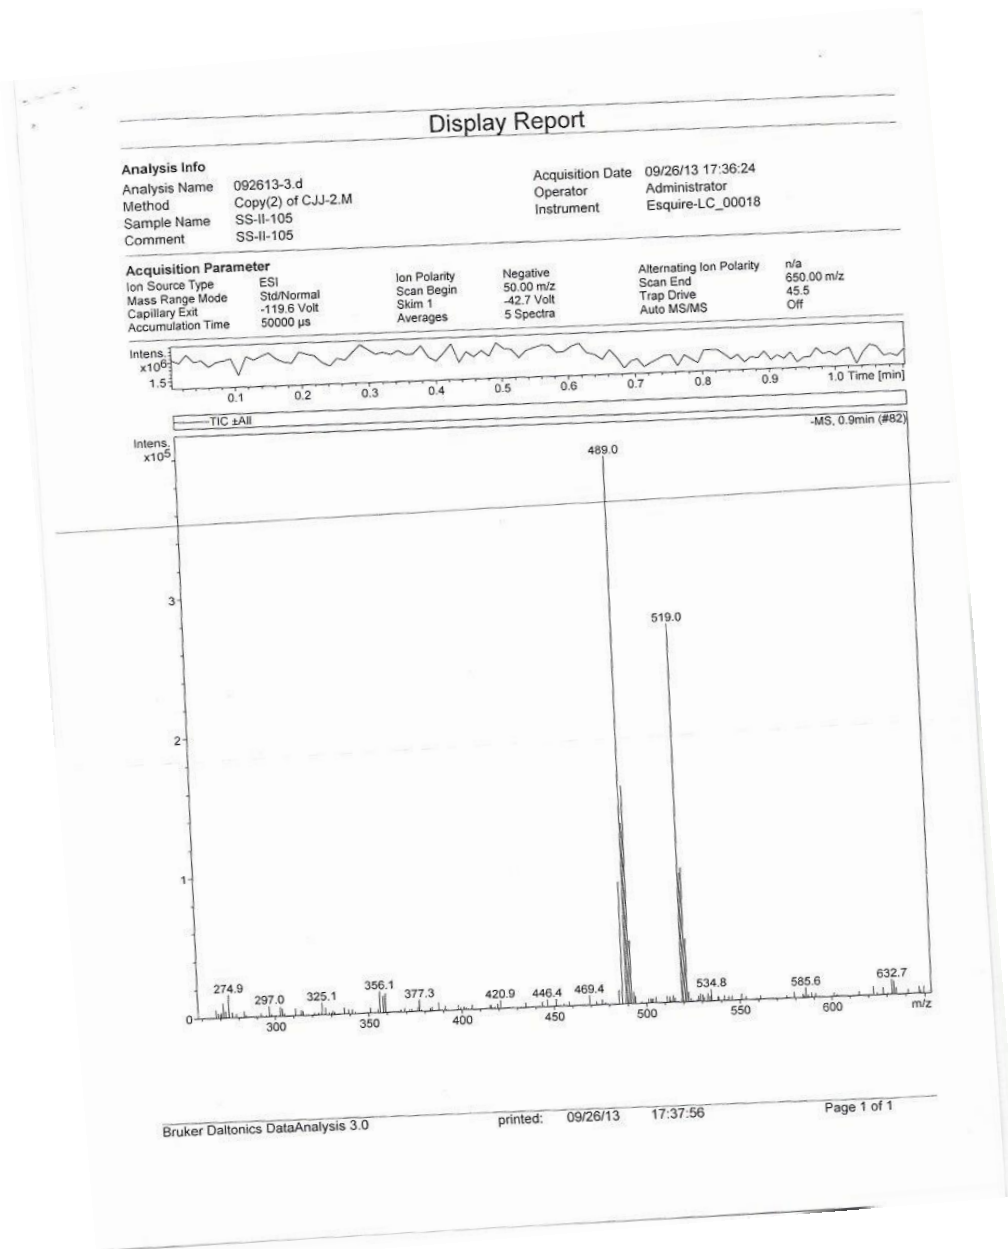 Display Report
Analysis Info
Analysis Name 092613-3.d Acquisition Date 09/26/13 17:36:24
Method Copy(2) of CJJ-2.M Operator Administrator
Sample Name SS-II-105 Instrument Esquire-LC_00018
Comment SS-II-105
Acquisition Parameter
Ion Source Type ESI Ion Polarity Negative Alternating Ion Polarity n/a
Mass Range Mode Std/Normal Scan Begin 50.00 m/z Scan End 650.00 m/z
Capillary Exit -119.6 Volt Skim 1 -42.7 Volt Trap Drive 45.5
Accumulation Time 50000 µs Averages 5 Spectra Auto MS/MS Off
Intens.
x10⁶
1.5
0.1 0.2 0.3 0.4 0.5 0.6 0.7 0.8 0.9 1.0 Time [min]
TIC ±All
-MS, 0.9min (#82)
Intens.
x10⁵
489.0
3
519.0
2
1
274.9 297.0 325.1 356.1 377.3 420.9 446.4 469.4 534.8 585.6 632.7
0
300 350 400 450 500 550 600 m/z
Bruker Daltonics DataAnalysis 3.0 printed: 09/26/13 17:37:56 Page 1 of 1